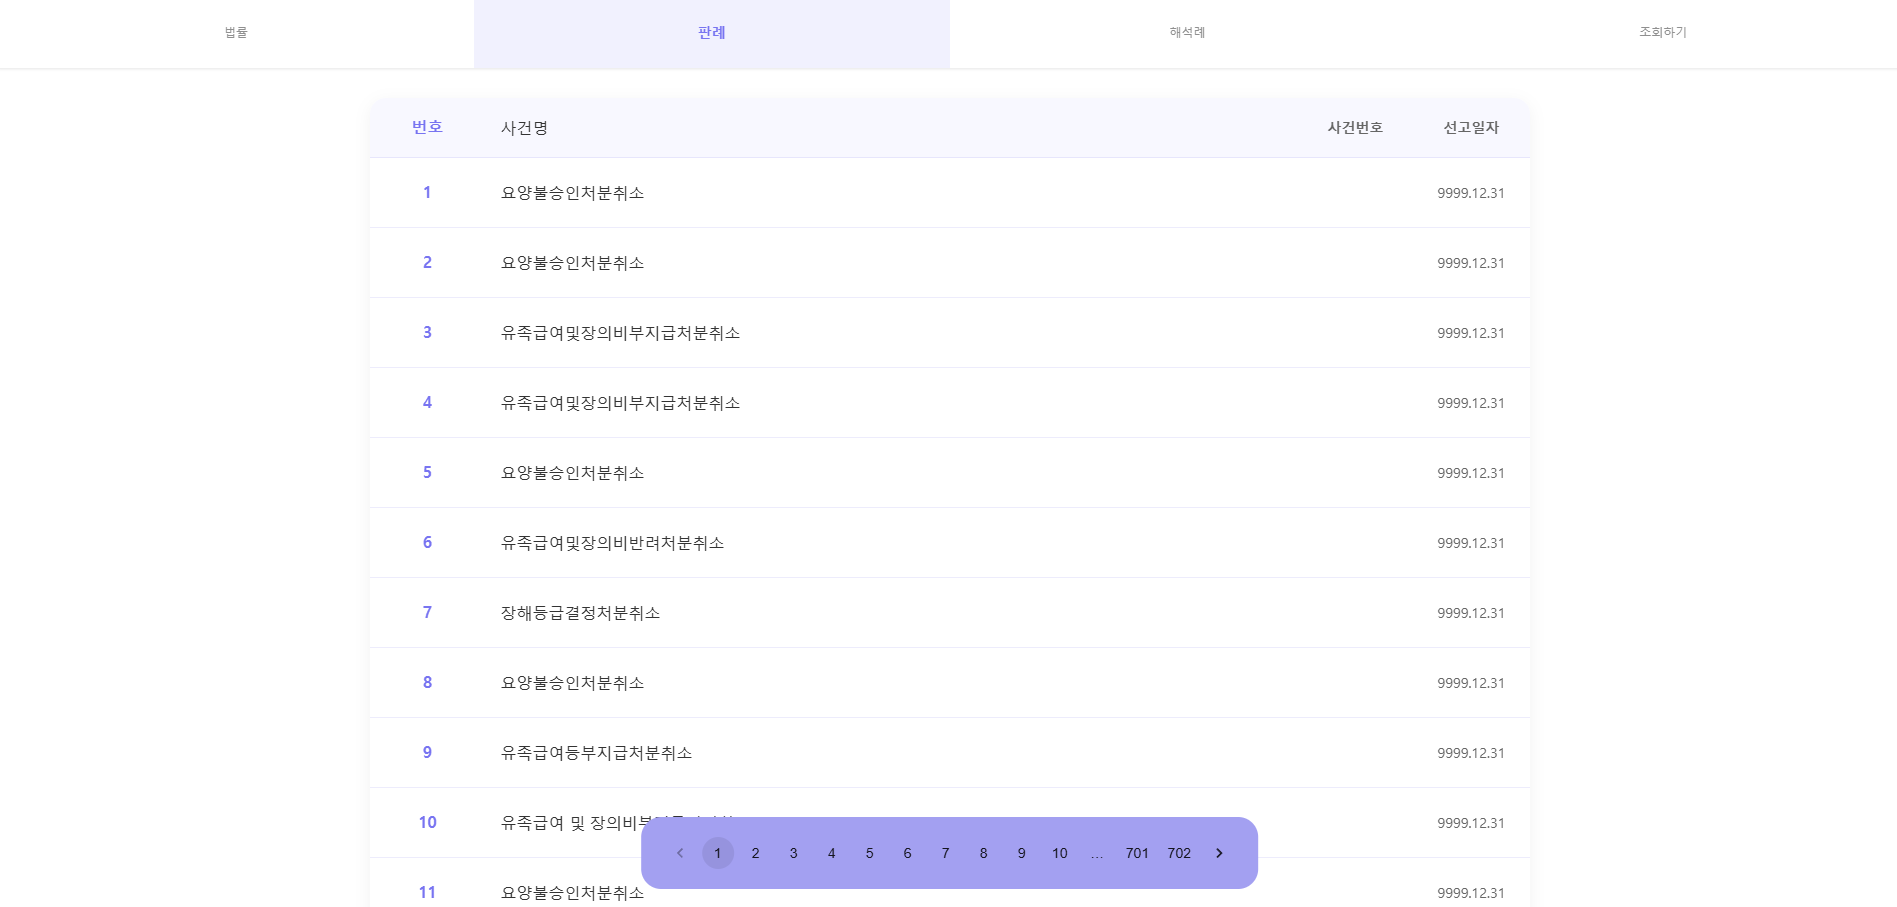 법률 판례 해석례 조회하기
번호 사건명 사건번호 선고일자
1 요양불승인처분취소 9999.12.31
2 요양불승인처분취소 9999.12.31
3 유족급여및장의비부지급처분취소 9999.12.31
4 유족급여및장의비부지급처분취소 9999.12.31
5 요양불승인처분취소 9999.12.31
6 유족급여및장의비반려처분취소 9999.12.31
7 장해등급결정처분취소 9999.12.31
8 요양불승인처분취소 9999.12.31
9 유족급여등부지급처분취소 9999.12.31
10 유족급여 및 9999.12.31
1 2 3 4 5 6 7 8 9 10 ... 701 702
11 요양불승인처분취소 9999.12.31